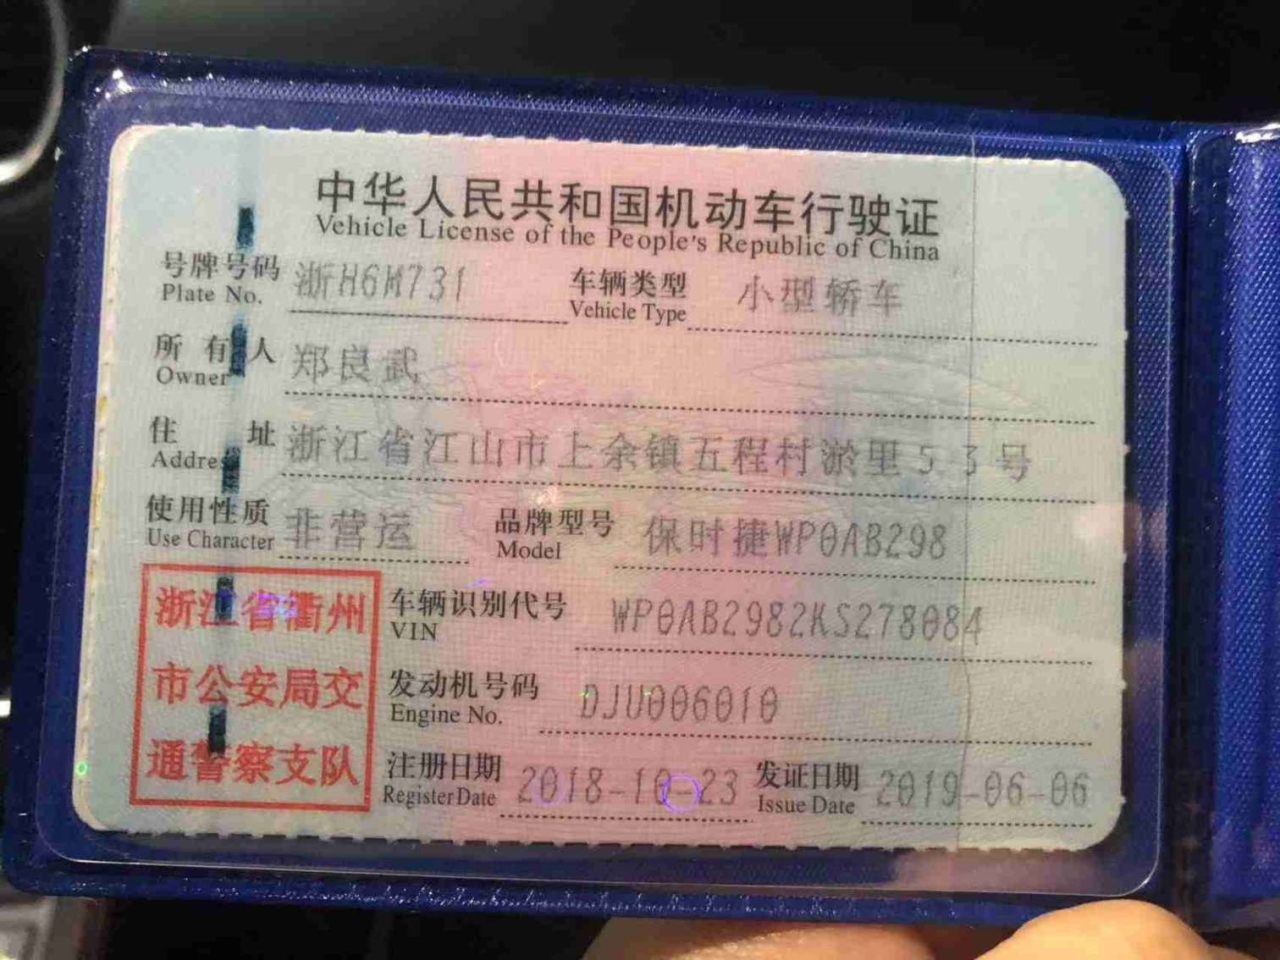 中华人民共和国机动车行驶证
Vehicle License of the People's Republic of China
号牌号码 浙H6M731 车辆类型 小型轿车
Plate No. Vehicle Type
所有人 郑良武
Owner
住址 浙江省江山市上余镇五程村淤里53号
Addre
使用性质 非营运 品牌型号 保时捷WP0AB298
Use Character Model
浙江省衢州
市公安局交
通警察支队
车辆识别代号 WP0AB2982KS278084
VIN
发动机号码 DJU006010
Engine No.
注册日期 2018-10-23 发证日期 2019-06-06
Register Date Issue Date